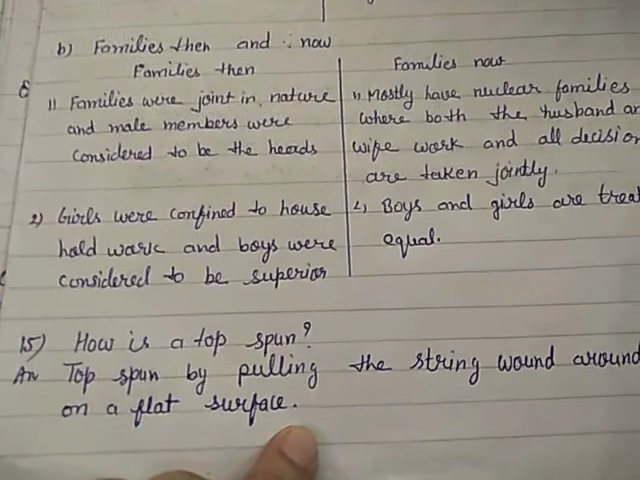 b) Families then and now
Families then
1) Families were joint in nature
and male members were
considered to be the heads
2) Girls were confined to house
hold wark and boys were
considered to be superior
Families now
1) Mostly have nuclear families
where both the husband an
wife work and all decision
are taken jointly.
2) Boys and girls are treat
equal.
15) How is a top spun?
An Top spun by pulling the string wound around
on a flat surface.